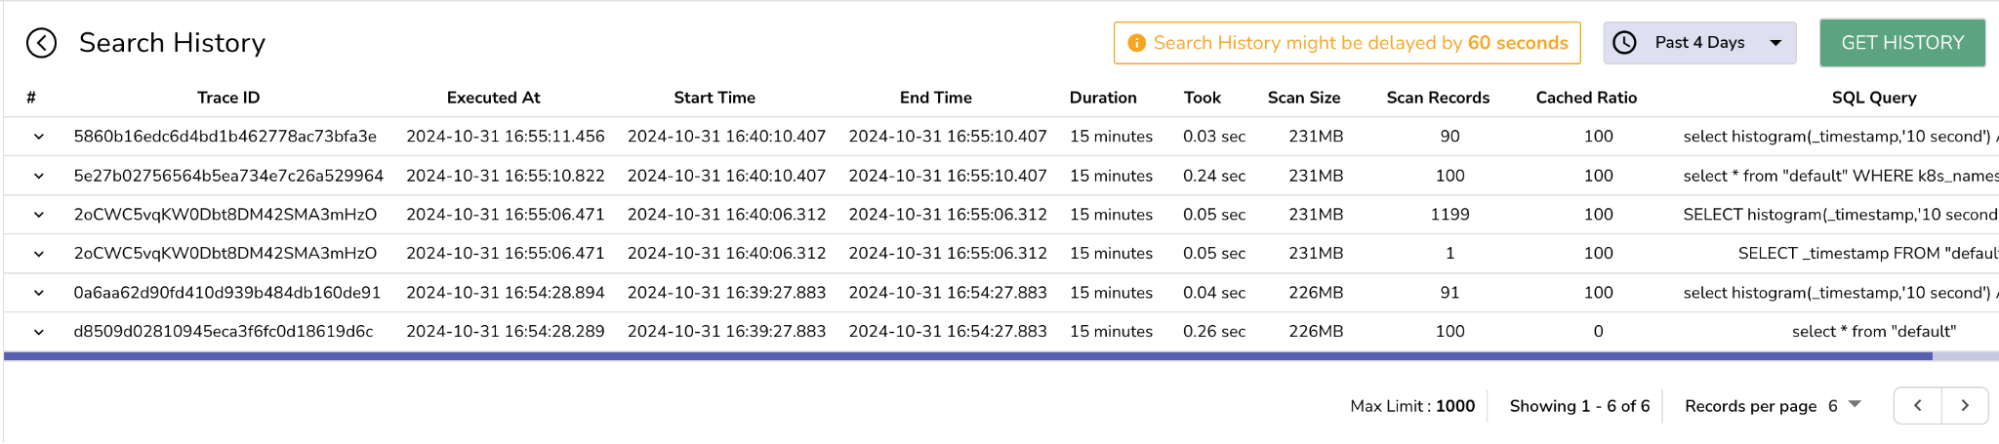 Search History
Search History might be delayed by 60 seconds
Past 4 Days
GET HISTORY
# Trace ID Executed At Start Time End Time Duration Took Scan Size Scan Records Cached Ratio SQL Query
5860b16edc6d4bd1b462778ac73bfa3e 2024-10-31 16:55:11.456 2024-10-31 16:40:10.407 2024-10-31 16:55:10.407 15 minutes 0.03 sec 231MB 90 100 select histogram(_timestamp,'10 second')
5e27b02756564b5ea734e7c26a529964 2024-10-31 16:55:10.822 2024-10-31 16:40:10.407 2024-10-31 16:55:10.407 15 minutes 0.24 sec 231MB 100 100 select * from "default" WHERE k8s_names
2oCWC5vqKW0Dbt8DM42SMA3mHzO 2024-10-31 16:55:06.471 2024-10-31 16:40:06.312 2024-10-31 16:55:06.312 15 minutes 0.05 sec 231MB 1199 100 SELECT histogram(_timestamp,'10 second
2oCWC5vqKW0Dbt8DM42SMA3mHzO 2024-10-31 16:55:06.471 2024-10-31 16:40:06.312 2024-10-31 16:55:06.312 15 minutes 0.05 sec 231MB 1 100 SELECT _timestamp FROM "defaul
0a6aa62d90fd410d939b484db160de91 2024-10-31 16:54:28.894 2024-10-31 16:39:27.883 2024-10-31 16:54:27.883 15 minutes 0.04 sec 226MB 91 100 select histogram(_timestamp,'10 second')
d8509d02810945eca3f6fc0d18619d6c 2024-10-31 16:54:28.289 2024-10-31 16:39:27.883 2024-10-31 16:54:27.883 15 minutes 0.26 sec 226MB 100 0 select * from "default"
Max Limit : 1000 Showing 1 - 6 of 6 Records per page 6